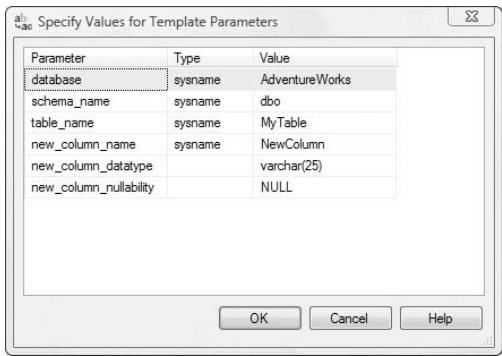 Specify Values for Template Parameters
Parameter Type Value
database sysname AdventureWorks
schema_name sysname dbo
table_name sysname MyTable
new_column_name sysname NewColumn
new_column_datatype varchar(25)
new_column_nullability NULL
OK Cancel Help